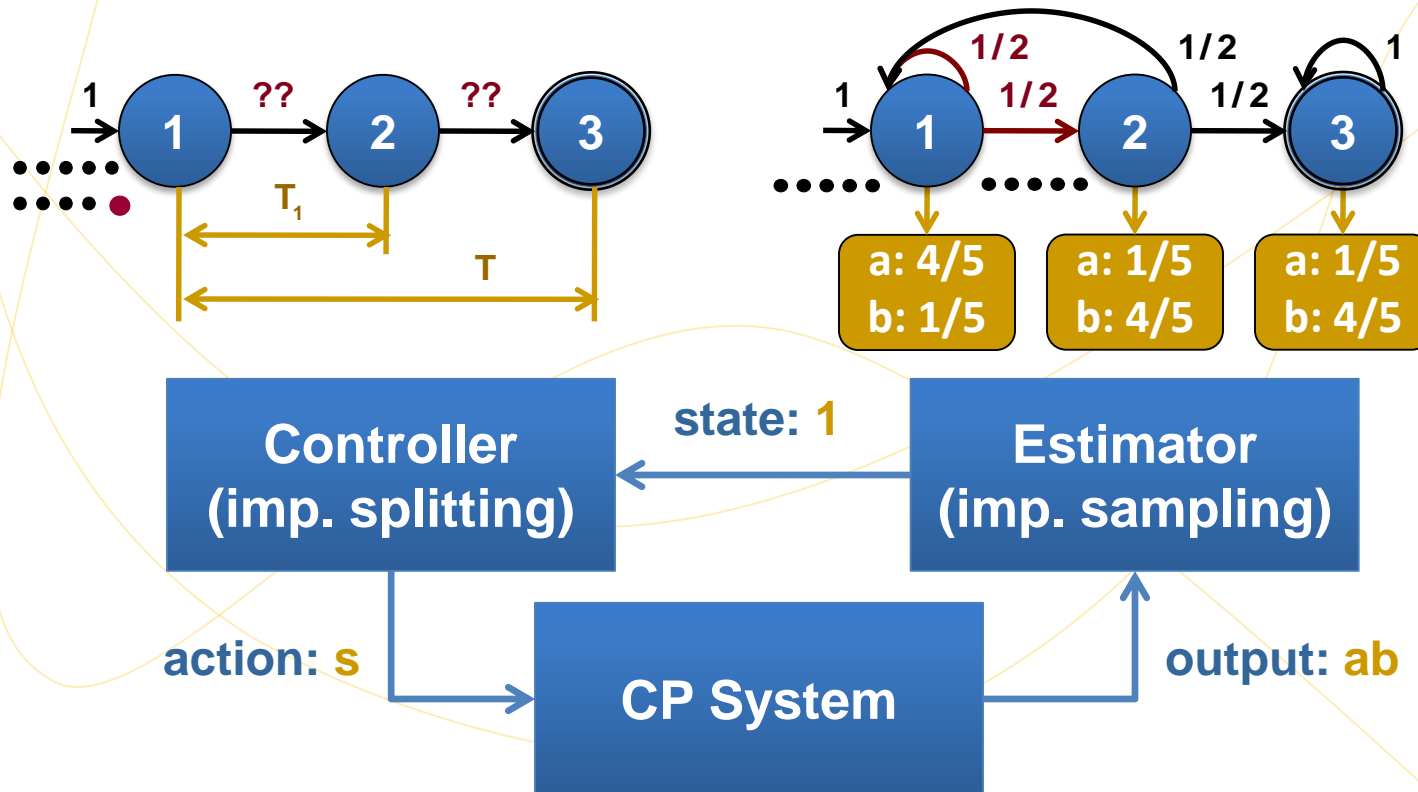 1
??
??
1
2
3
T1
T
1/2
1/2
1
1
1/2
1/2
1
2
3
a: 4/5
b: 1/5
a: 1/5
b: 4/5
a: 1/5
b: 4/5
Controller
(imp. splitting)
state: 1
Estimator
(imp. sampling)
action: s
CP System
output: ab